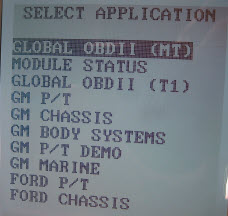 SELECT APPLICATION
GLOBAL OBDII (MT)
MODULE STATUS
GLOBAL OBDII (T1)
GM P/T
GM CHASSIS
GM BODY SYSTEMS
GM P/T DEMO
GM MARINE
FORD P/T
FORD CHASSIS